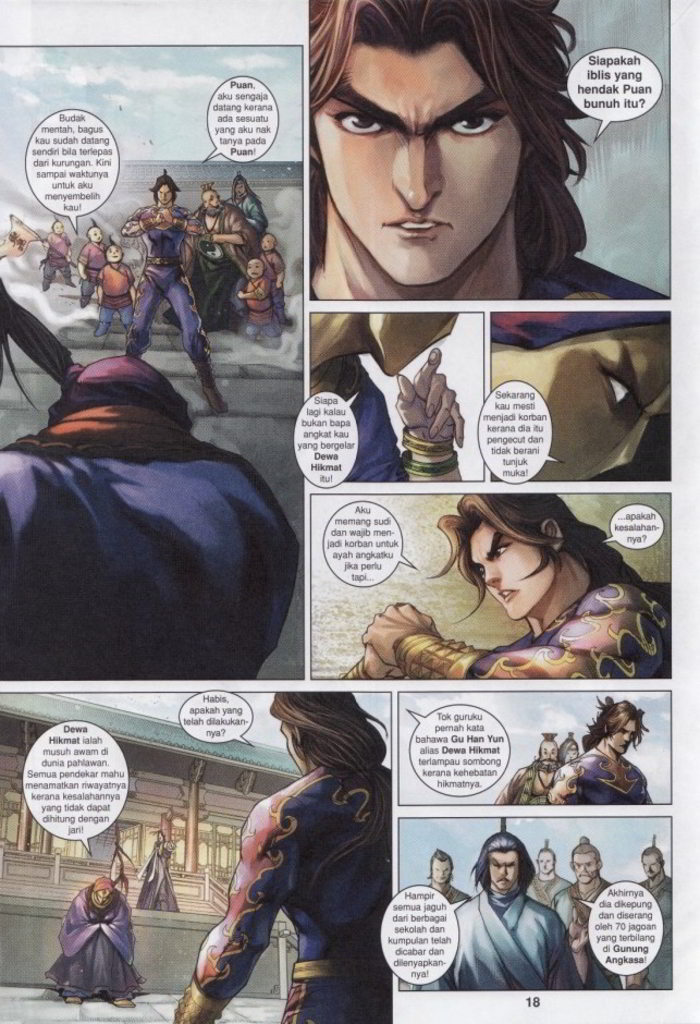 Budak
mentah, bagus
kau sudah datang
sendiri bila terlepas
dari kurungan. Kini
sampai waktunya
untuk aku
menyembelih
kau!
Puan,
aku sengaja
datang kerana
ada sesuatu
yang aku nak
tanya pada
Puan!
Siapakah
iblis yang
hendak Puan
bunuh itu?
Siapa
lagi kalau
bukan bapa
angkat kau
yang bergelar
Dewa
Hikmat
itu!
Sekarang
kau mesti
menjadi korban
kerana dia itu
pengecut dan
tidak berani
tunjuk
muka!
Aku
memang sudi
dan wajib men-
jadi korban untuk
ayah angkatku
jika perlu
tapi...
...apakah
kesalahan-
nya?
Habis,
apakah yang
telah dilakukan-
nya?
Dewa
Hikmat ialah
musuh awam di
dunia pahlawan.
Semua pendekar mahu
menamatkan riwayatnya
kerana kesalahannya
yang tidak dapat
dihitung dengan
jari!
Tok guruku
pernah kata
bahawa Gu Han Yun
alias Dewa Hikmat
terlampau sombong
kerana kehebatan
hikmatnya.
Hampir
semua jaguh
dari berbagai
sekolah dan
kumpulan telah
dicabar dan
dilenyapkan-
nya!
Akhirnya
dia dikepung
dan diserang
oleh 70 jagoan
yang terbilang
di Gunung
Angkasa!
18